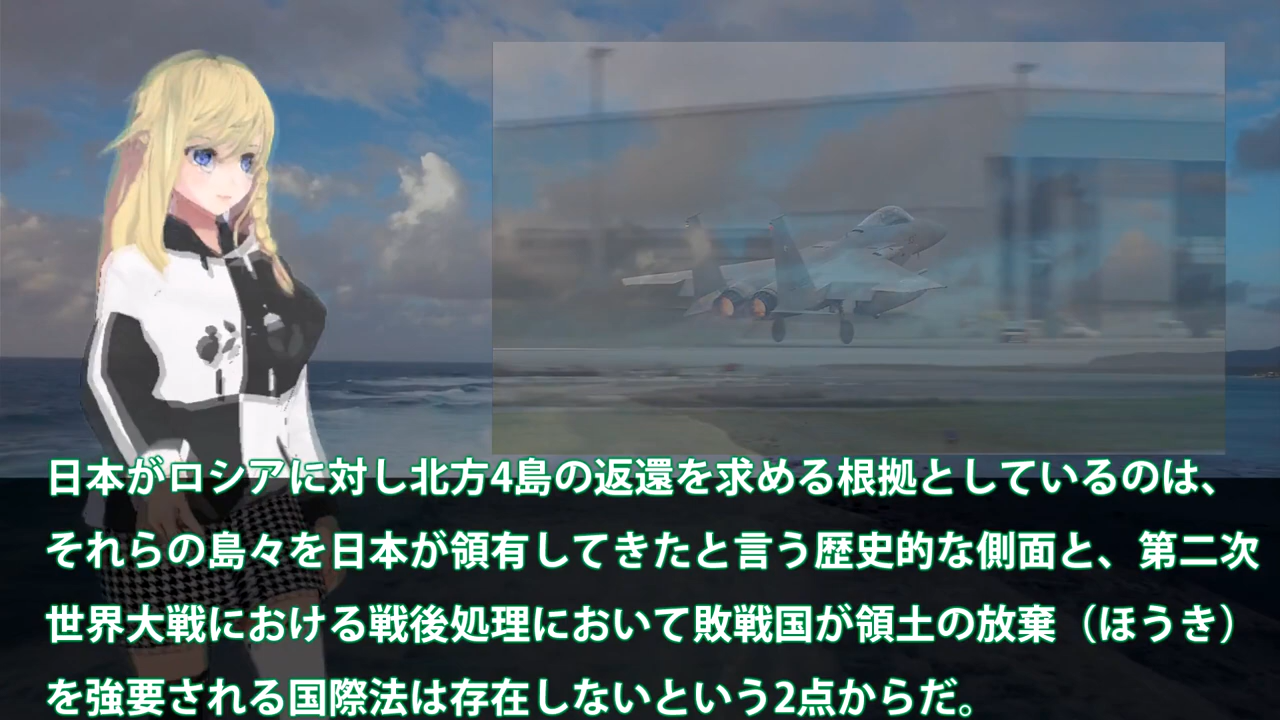 日本がロシアに対し北方4島の返還を求める根拠としているのは、
それらの島々を日本が領有してきたと言う歴史的な側面と、第二次
世界大戦における戦後処理において敗戦国が領土の放棄（ほうき）
を強要される国際法は存在しないという2点からだ。